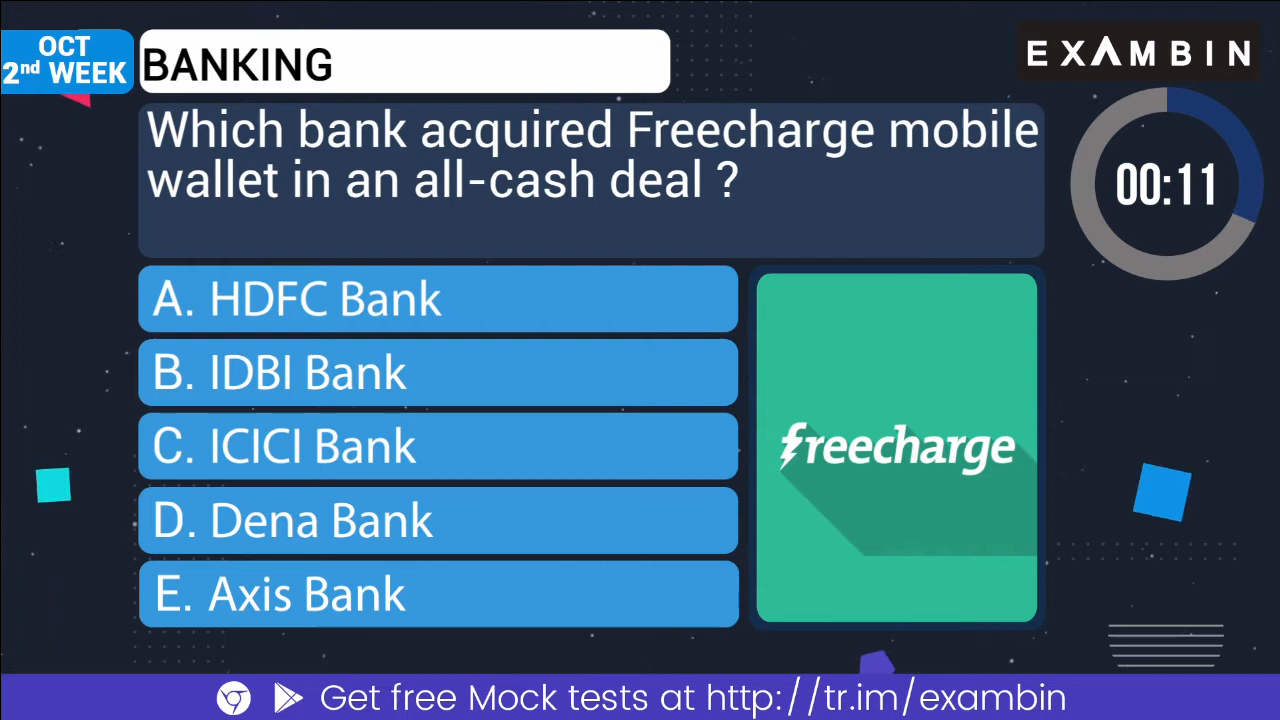 OCT
2nd WEEK
BANKING
EXAMBIN
Which bank acquired Freecharge mobile
wallet in an all-cash deal ?
00:11
A. HDFC Bank
B. IDBI Bank
C. ICICI Bank
D. Dena Bank
E. Axis Bank
freecharge
Get free Mock tests at http://tr.im/exambin